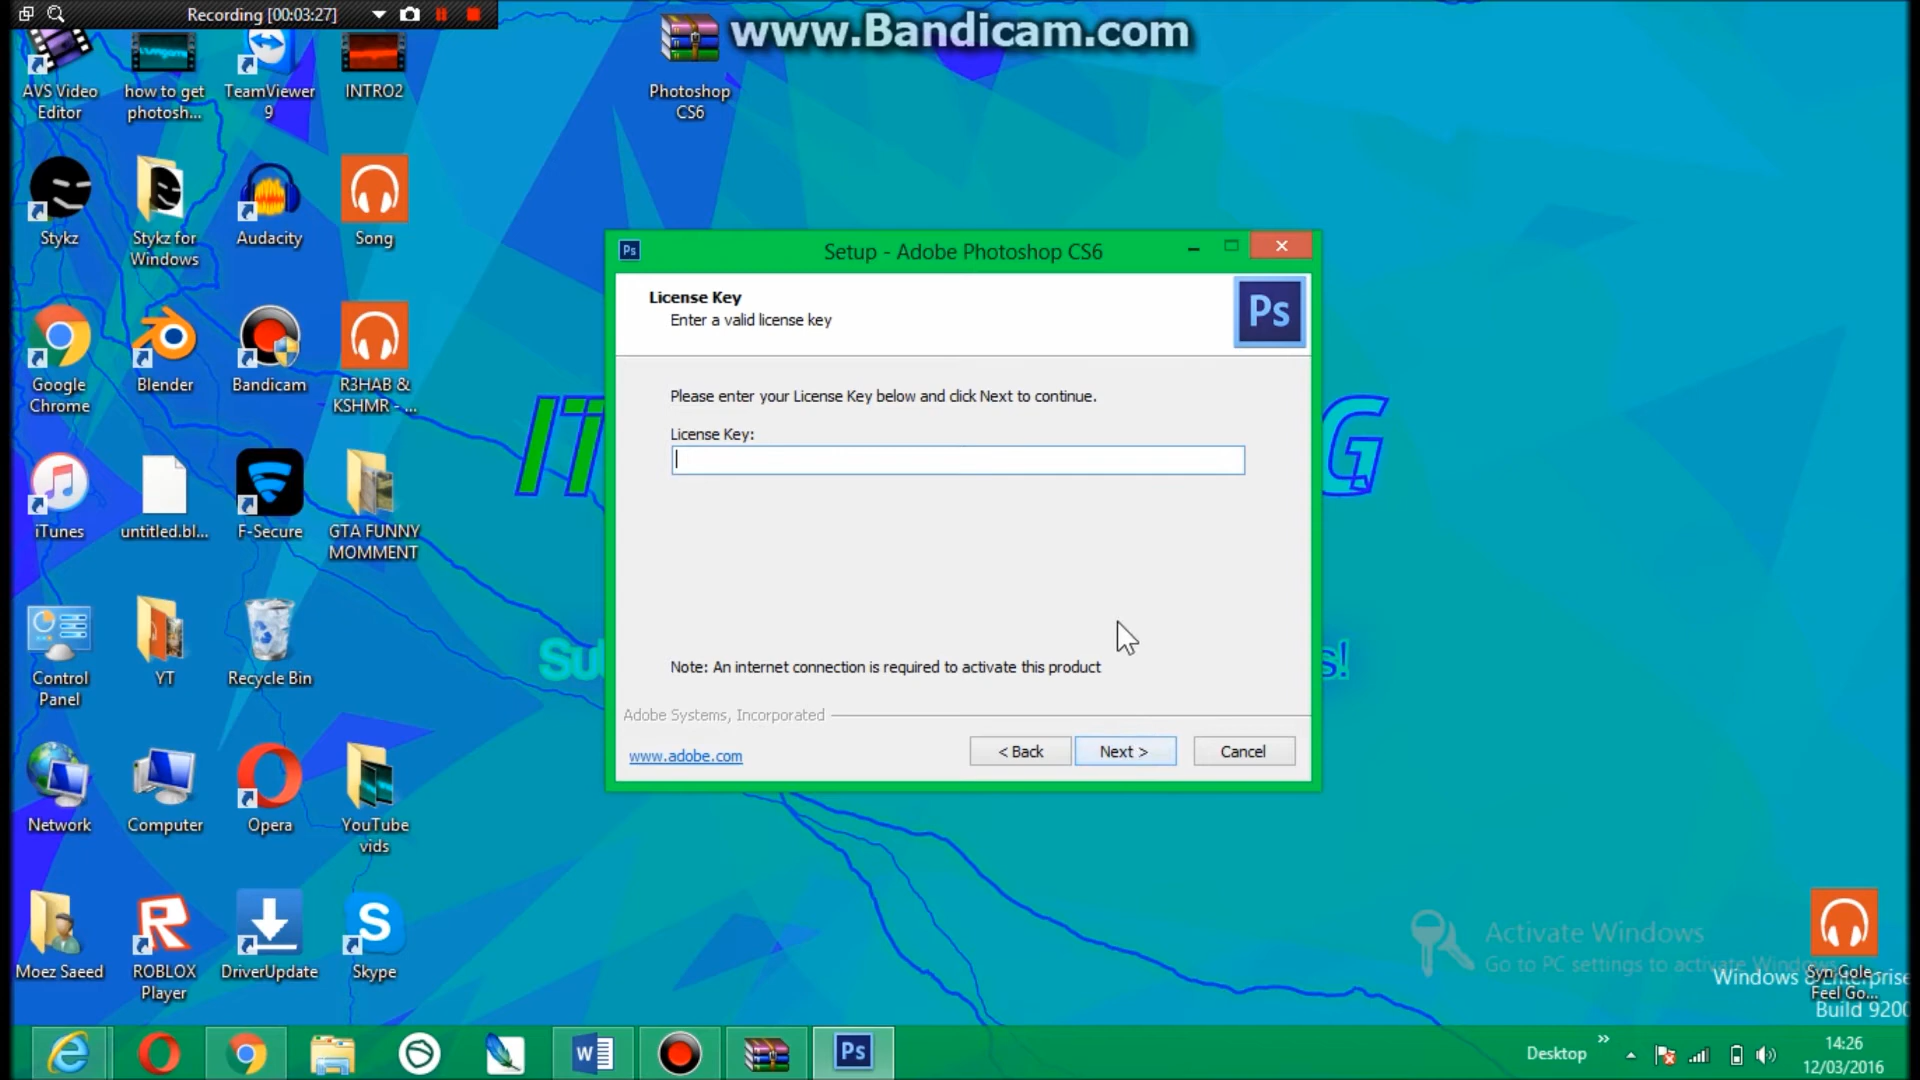 Recording [00:03:27]
www.Bandicam.com
AVS Video
Editor
how to get
photosh...
TeamViewer
9
INTRO2
Photoshop
CS6
Stykz
Stykz for
Windows
Audacity
Song
Google
Chrome
Blender
Bandicam
R3HAB &
KSHMR - ...
iTunes
untitled.bl...
F-Secure
GTA FUNNY
MOMMENT
Control
Panel
YT
Recycle Bin
Network
Computer
Opera
YouTube
vids
Moez Saeed
ROBLOX
Player
DriverUpdate
Skype
Ps
Setup - Adobe Photoshop CS6
License Key
Enter a valid license key
Ps
Please enter your License Key below and click Next to continue.
License Key:
Note: An internet connection is required to activate this product
Adobe Systems, Incorporated
www.adobe.com
< Back
Next >
Cancel
Activate Windows
Go to PC settings to activate Windows
Syn Cole -
Feel Go...
Build 9200
Ps
Desktop
14:26
12/03/2016